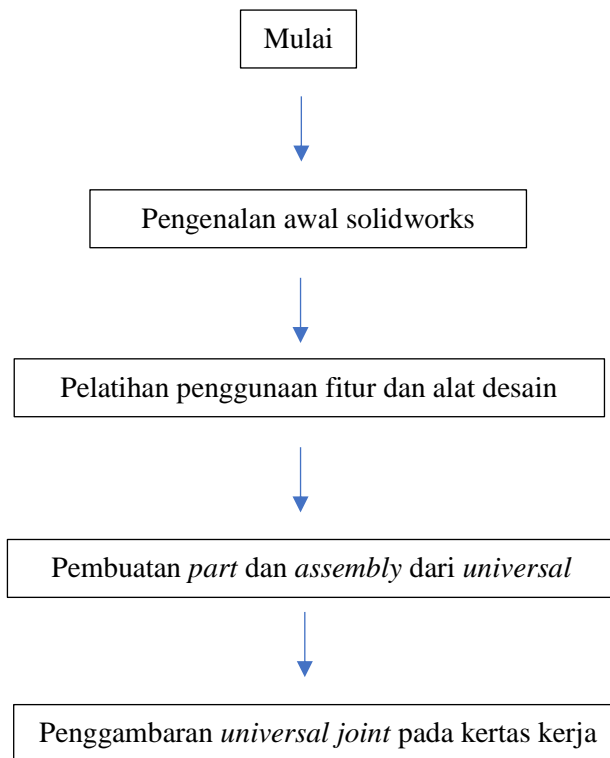 Mulai
Pengenalan awal solidworks
Pelatihan penggunaan fitur dan alat desain
Pembuatan part dan assembly dari universal
Penggambaran universal joint pada kertas kerja